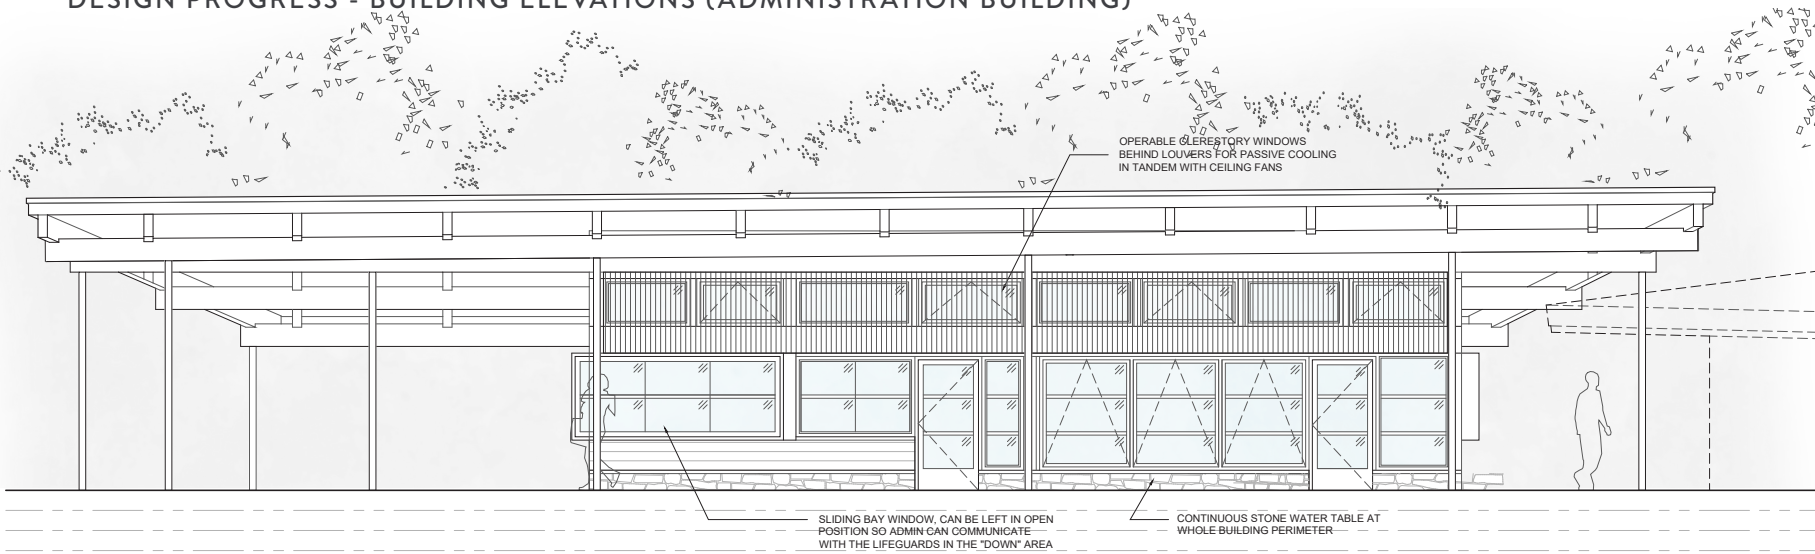 DESIGN PROGRESS - BUILDING ELEVATIONS (ADMINISTRATION BUILDING)
OPERABLE CLERESTORY WINDOWS
BEHIND LOUVERS FOR PASSIVE COOLING
IN TANDEM WITH CEILING FANS
SLIDING BAY WINDOW, CAN BE LEFT IN OPEN
POSITION SO ADMIN CAN COMMUNICATE
WITH THE LIFEGUARDS IN THE "DOWN" AREA
CONTINUOUS STONE WATER TABLE AT
WHOLE BUILDING PERIMETER